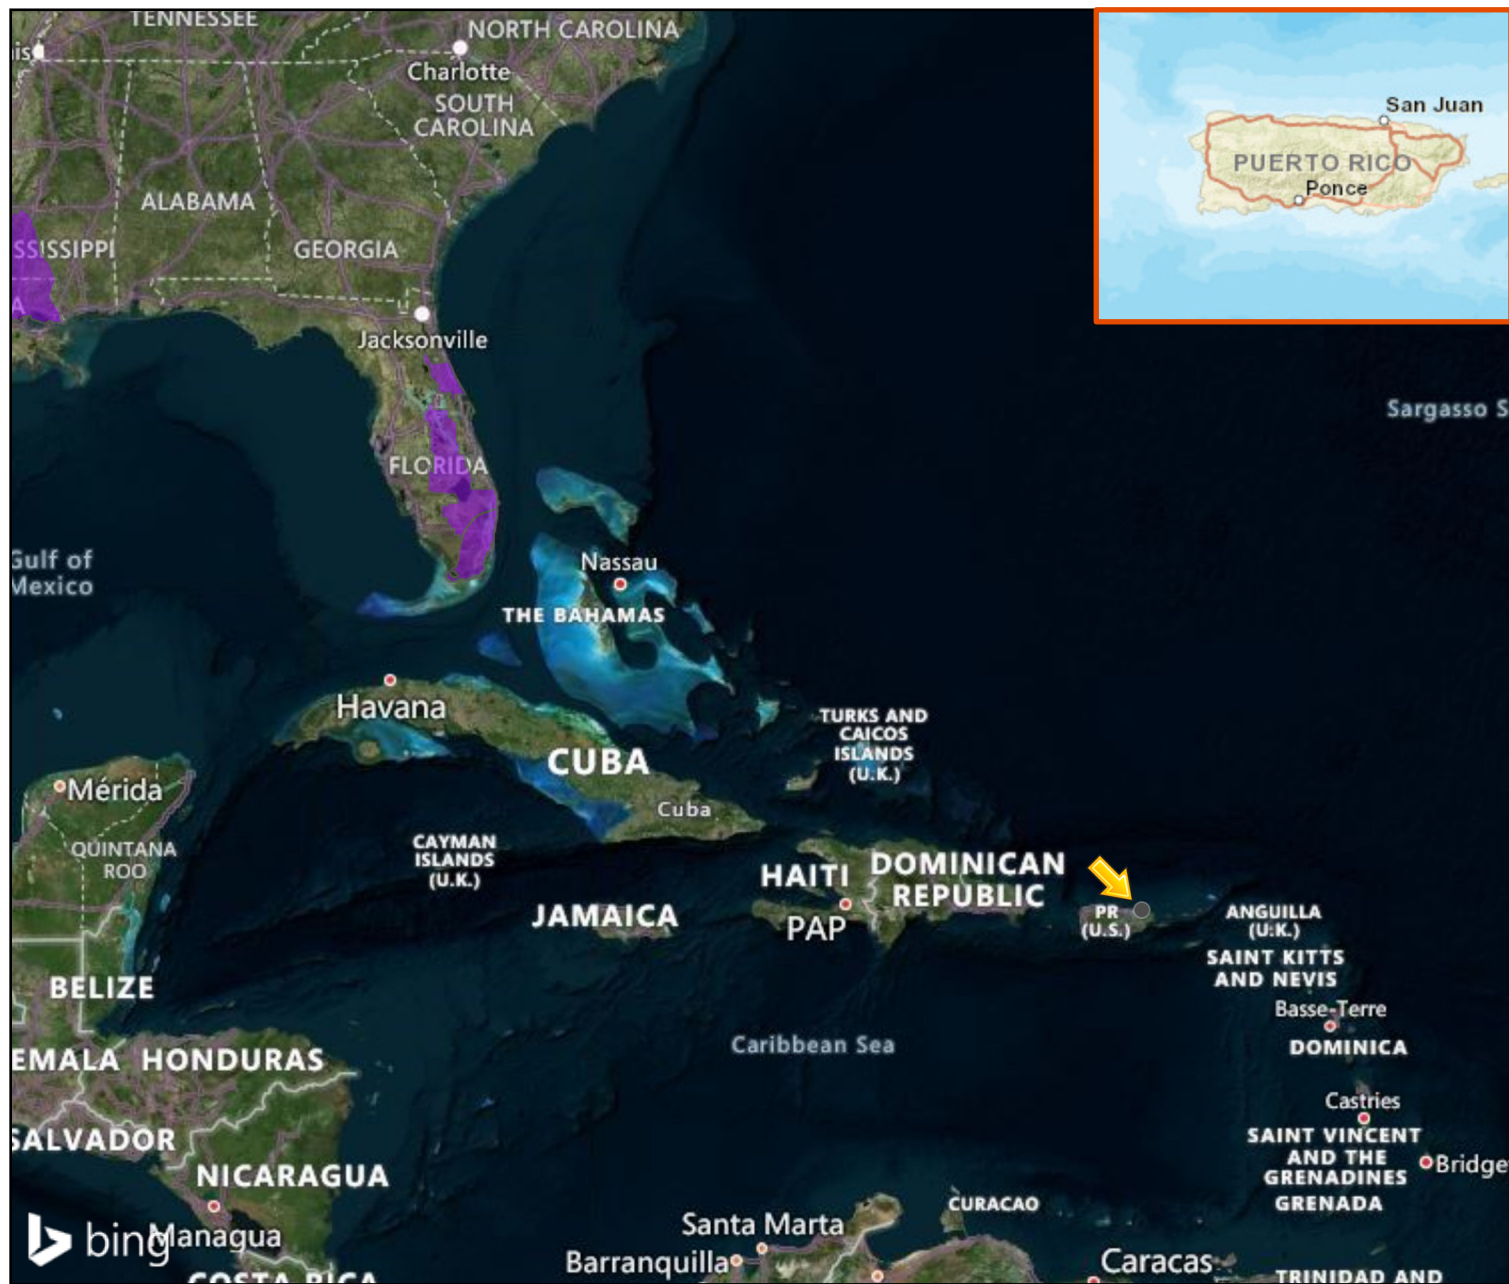 TENNESSEE
NORTH CAROLINA
is
Charlotte
SOUTH
CAROLINA
San Juan
PUERTO RICO
Ponce
ALABAMA
SSISSIPPI
GEORGIA
A
Jacksonville
Sargasso S
FLORIDA
Gulf of
Mexico
Nassau
THE BAHAMAS
Havana
TURKS AND
CAICOS
ISLANDS
(U.K.)
CUBA
Mérida
Cuba
QUINTANA
ROO
CAYMAN
ISLANDS
(U.K.)
HAITI
DOMINICAN
REPUBLIC
JAMAICA
PAP
PR
(U.S.)
ANGUILLA
(U.K.)
SAINT KITTS
AND NEVIS
BELIZE
Basse-Terre
DOMINICA
Caribbean Sea
EMALA
HONDURAS
Castries
SALVADOR
SAINT VINCENT
AND THE
GRENADINES
Bridge
NICARAGUA
GRENADA
CURACAO
Santa Marta
bing
Managua
Barranquilla
Caracas
COSTA RICA
TRINIDAD AND